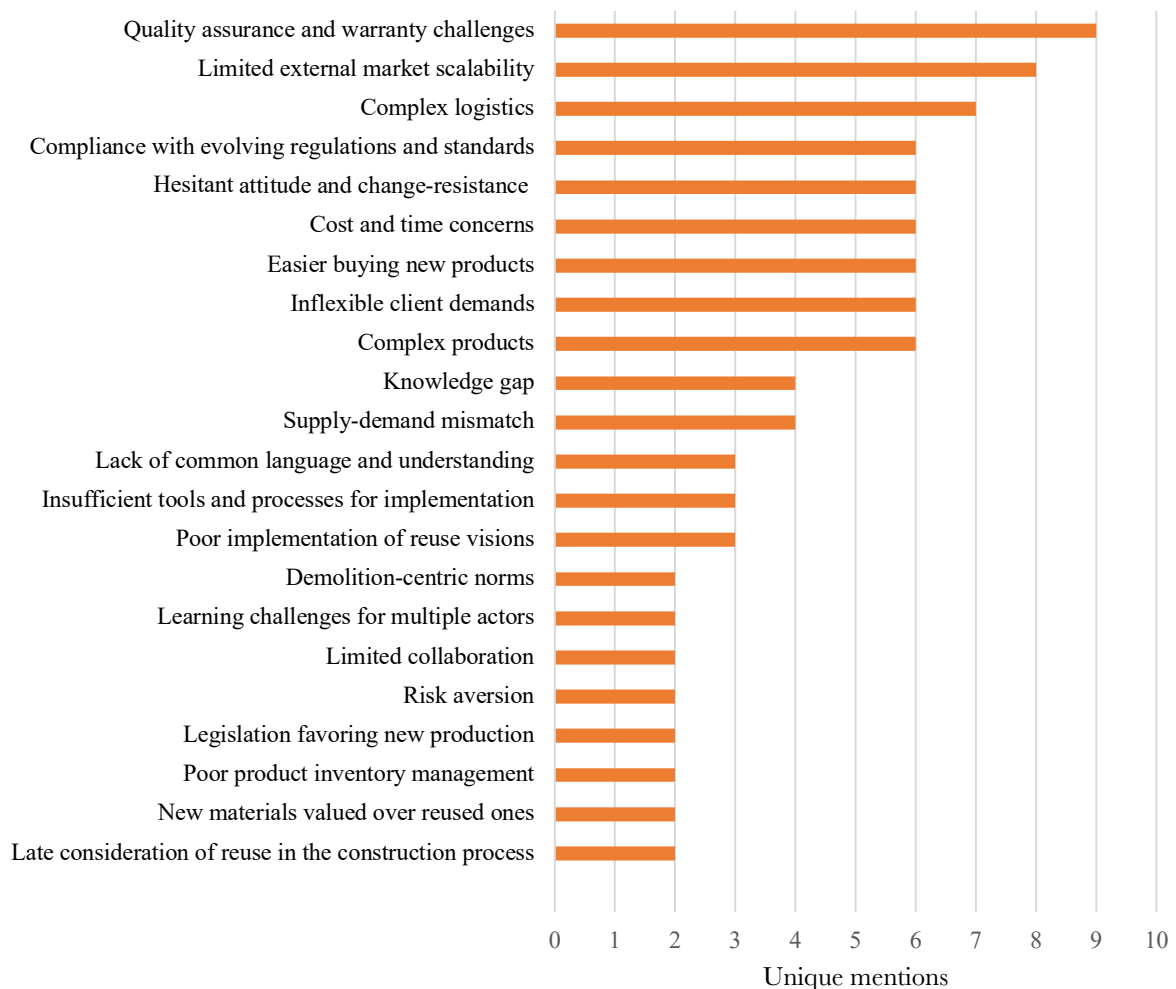 Quality assurance and warranty challenges
Limited external market scalability
Complex logistics
Compliance with evolving regulations and standards
Hesitant attitude and change-resistance
Cost and time concerns
Easier buying new products
Inflexible client demands
Complex products
Knowledge gap
Supply-demand mismatch
Lack of common language and understanding
Insufficient tools and processes for implementation
Poor implementation of reuse visions
Demolition-centric norms
Learning challenges for multiple actors
Limited collaboration
Risk aversion
Legislation favoring new production
Poor product inventory management
New materials valued over reused ones
Late consideration of reuse in the construction process
0 1 2 3 4 5 6 7 8 9 10
Unique mentions